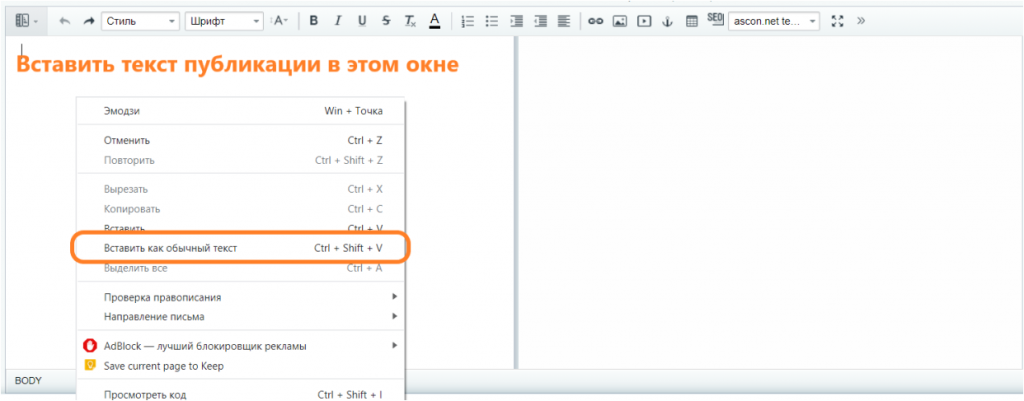 Стиль Шрифт A B I U S Tx A SEO ascon.net te... »
Вставить текст публикации в этом окне
Эмодзи Win + Точка
Отменить Ctrl + Z
Повторить Ctrl + Shift + Z
Вырезать Ctrl + X
Копировать Ctrl + C
Вставить Ctrl + V
Вставить как обычный текст Ctrl + Shift + V
Выделить все Ctrl + A
Проверка правописания
Направление письма
AdBlock — лучший блокировщик рекламы
Save current page to Keep
BODY
Просмотреть код Ctrl + Shift + I